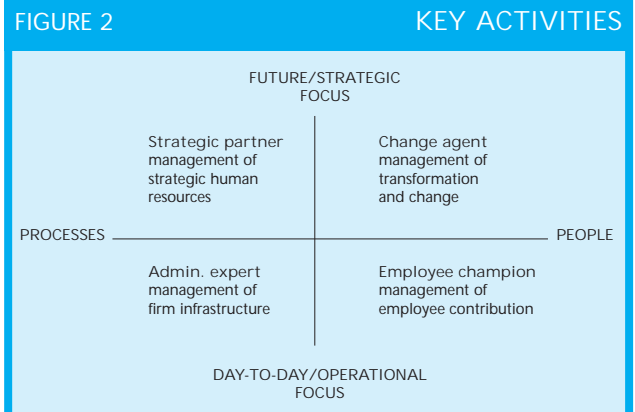 FIGURE 2
KEY ACTIVITIES
FUTURE/STRATEGIC
FOCUS
Strategic partner
management of
strategic human
resources
Change agent
management of
transformation
and change
PROCESSES
PEOPLE
Admin. expert
management of
firm infrastructure
Employee champion
management of
employee contribution
DAY-TO-DAY/OPERATIONAL
FOCUS